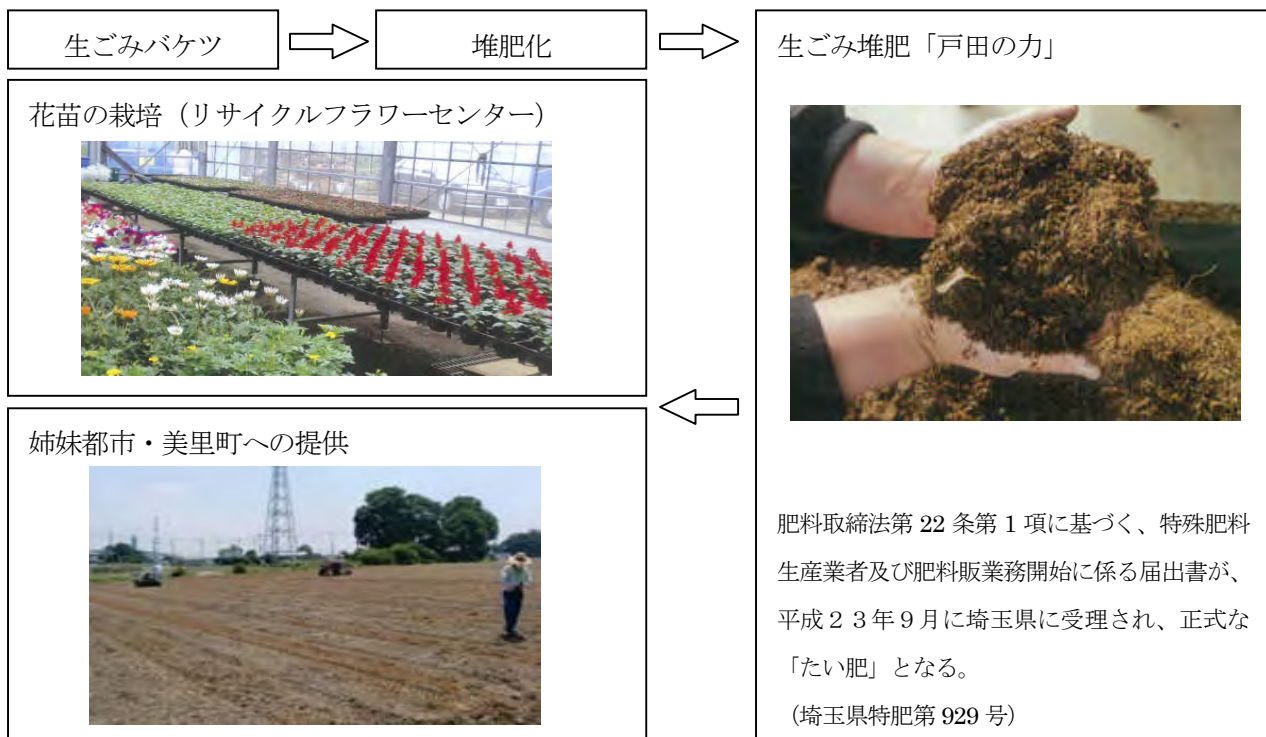 生ごみバケツ
堆肥化
生ごみ堆肥「戸田の力」
花苗の栽培（リサイクルフラワーセンター）
姉妹都市・美里町への提供
肥料取締法第 22 条第 1 項に基づく、特殊肥料
生産業者及び肥料販業務開始に係る届出書が、
平成２３年９月に埼玉県に受理され、正式な
「たい肥」となる。
（埼玉県特肥第 929 号）